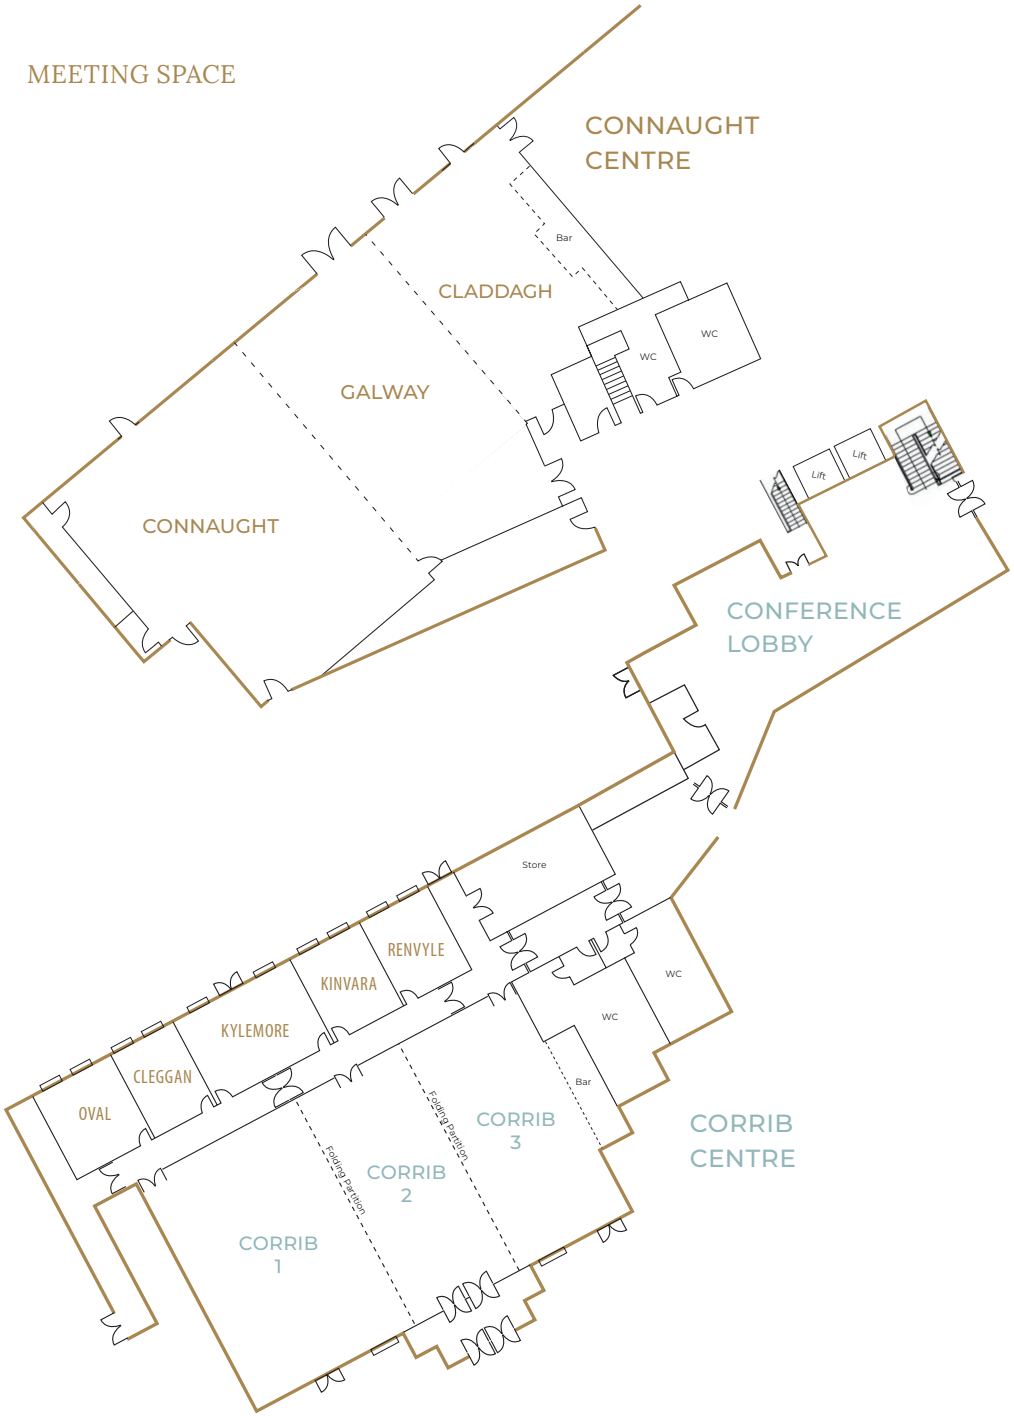 MEETING SPACE
CONNAUGHT
CENTRE
Bar
CLADDAGH
WC
WC
GALWAY
CONNAUGHT
Lift
Lift
CONFERENCE
LOBBY
Store
RENVYLE
KINVARA
KYLEMORE
CLEGGAN
OVAL
WC
WC
Bar
Folding Partition
Folding Partition
CORRIB
3
CORRIB
2
CORRIB
1
CORRIB
CENTRE